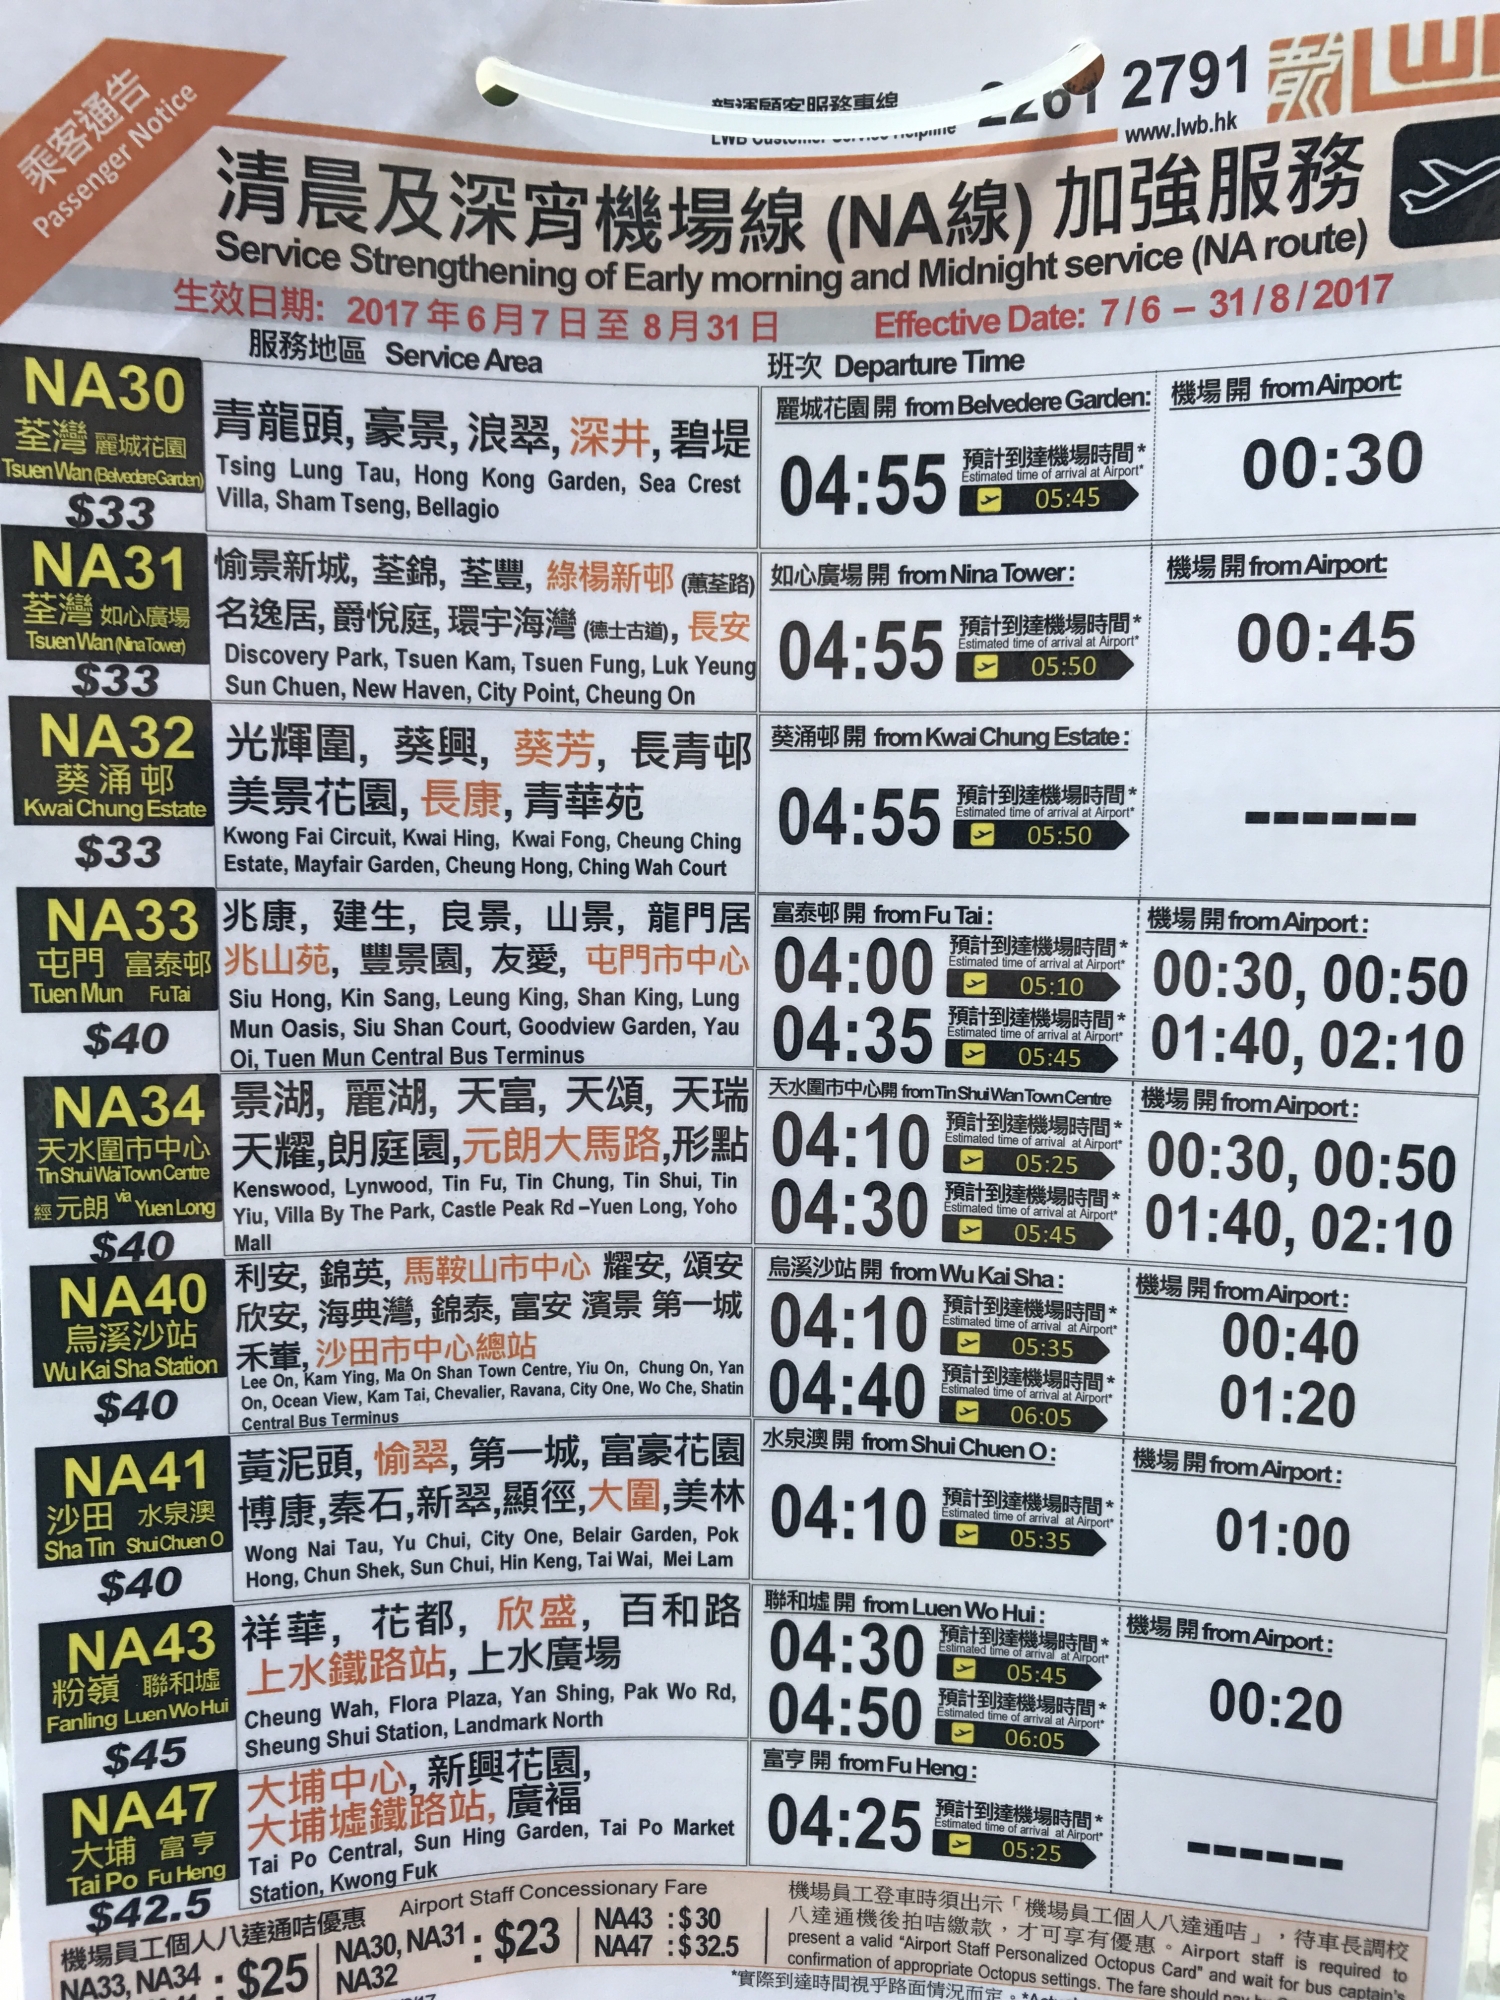 乘客通告
Passenger Notice
龍運顧客服務專線
LWB Customer Service Helpline
2261 2791
www.lwb.hk
清晨及深宵機場線 (NA線) 加強服務
Service Strengthening of Early morning and Midnight service (NA route)
生效日期: 2017 年 6 月 7 日 至 8 月 31 日 Effective Date: 7 / 6 – 31 / 8 / 2017
服務地區 Service Area
班次 Departure Time
NA30
荃灣 麗城花園
Tsuen Wan (Belvedere Garden)
$33
青龍頭, 豪景, 浪翠, 深井, 碧堤
Tsing Lung Tau, Hong Kong Garden, Sea Crest
Villa, Sham Tseng, Bellagio
麗城花園開 from Belvedere Garden:
04:55 預計到達機場時間*
Estimated time of arrival at Airport*
05:45
機場開 from Airport:
00:30
NA31
荃灣 如心廣場
Tsuen Wan (Nina Tower)
$33
愉景新城, 荃錦, 荃豐, 綠楊新邨 (蕙荃路)
名逸居, 爵悅庭, 環宇海灣 (德士古道), 長安
Discovery Park, Tsuen Kam, Tsuen Fung, Luk Yeung
Sun Chuen, New Haven, City Point, Cheung On
如心廣場開 from Nina Tower:
04:55 預計到達機場時間*
Estimated time of arrival at Airport*
05:50
機場開 from Airport:
00:45
NA32
葵涌邨
Kwai Chung Estate
$33
光輝圍, 葵興, 葵芳, 長青邨
美景花園, 長康, 青華苑
Kwong Fai Circuit, Kwai Hing, Kwai Fong, Cheung Ching
Estate, Mayfair Garden, Cheung Hong, Ching Wah Court
葵涌邨開 from Kwai Chung Estate:
04:55 預計到達機場時間*
Estimated time of arrival at Airport*
05:50
------
NA33
屯門 富泰邨
Tuen Mun Fu Tai
$40
兆康, 建生, 良景, 山景, 龍門居
兆山苑, 豐景園, 友愛, 屯門市中心
Siu Hong, Kin Sang, Leung King, Shan King, Lung
Mun Oasis, Siu Shan Court, Goodview Garden, Yau
Oi, Tuen Mun Central Bus Terminus
富泰邨開 from Fu Tai:
04:00 預計到達機場時間*
Estimated time of arrival at Airport*
05:10
04:35 預計到達機場時間*
Estimated time of arrival at Airport*
05:45
機場開 from Airport:
00:30, 00:50
01:40, 02:10
NA34
天水圍市中心
Tin Shui Wai Town Centre
經 元朗 via Yuen Long
$40
景湖, 麗湖, 天富, 天頌, 天瑞
天耀,朗庭園,元朗大馬路,形點
Kenswood, Lynwood, Tin Fu, Tin Chung, Tin Shui, Tin
Yiu, Villa By The Park, Castle Peak Rd –Yuen Long, Yoho
Mall
天水圍市中心開 from Tin Shui Wan Town Centre
04:10 預計到達機場時間*
Estimated time of arrival at Airport*
05:25
04:30 預計到達機場時間*
Estimated time of arrival at Airport*
05:45
機場開 from Airport:
00:30, 00:50
01:40, 02:10
NA40
烏溪沙站
Wu Kai Sha Station
$40
利安, 錦英, 馬鞍山市中心 耀安, 頌安
欣安, 海典灣, 錦泰, 富安 濱景 第一城
禾輋, 沙田市中心總站
Lee On, Kam Ying, Ma On Shan Town Centre, Yiu On, Chung On, Yan
On, Ocean View, Kam Tai, Chevalier, Ravana, City One, Wo Che, Shatin
Central Bus Terminus
烏溪沙站開 from Wu Kai Sha:
04:10 預計到達機場時間*
Estimated time of arrival at Airport*
05:35
04:40 預計到達機場時間*
Estimated time of arrival at Airport*
06:05
機場開 from Airport:
00:40
01:20
NA41
沙田 水泉澳
Sha Tin Shui Chuen O
$40
黃泥頭, 愉翠, 第一城, 富豪花園
博康,秦石,新翠,顯徑,大圍,美林
Wong Nai Tau, Yu Chui, City One, Belair Garden, Pok
Hong, Chun Shek, Sun Chui, Hin Keng, Tai Wai, Mei Lam
水泉澳開 from Shui Chuen O:
04:10 預計到達機場時間*
Estimated time of arrival at Airport*
05:35
機場開 from Airport:
01:00
NA43
粉嶺 聯和墟
Fanling Luen Wo Hui
$45
祥華, 花都, 欣盛, 百和路
上水鐵路站, 上水廣場
Cheung Wah, Flora Plaza, Yan Shing, Pak Wo Rd,
Sheung Shui Station, Landmark North
聯和墟開 from Luen Wo Hui:
04:30 預計到達機場時間*
Estimated time of arrival at Airport*
05:45
04:50 預計到達機場時間*
Estimated time of arrival at Airport*
06:05
機場開 from Airport:
00:20
NA47
大埔 富亨
Tai Po Fu Heng
$42.5
大埔中心, 新興花園,
大埔墟鐵路站, 廣福
Tai Po Central, Sun Hing Garden, Tai Po Market
Station, Kwong Fuk
富亨開 from Fu Heng:
04:25 預計到達機場時間*
Estimated time of arrival at Airport*
05:25
------
機場員工個人八達通咭優惠 Airport Staff Concessionary Fare
NA33, NA34 : $25
NA30, NA31 : $23
NA32
NA43 : $30
NA47 : $32.5
機場員工登車時須出示「機場員工個人八達通咭」, 待車長調校
八達通機後拍咭繳款, 才可享有優惠。Airport staff is required to
present a valid “Airport Staff Personalized Octopus Card” and wait for bus captain's
confirmation of appropriate Octopus settings. The fare should pay
*實際到達時間視乎路面情況而定。